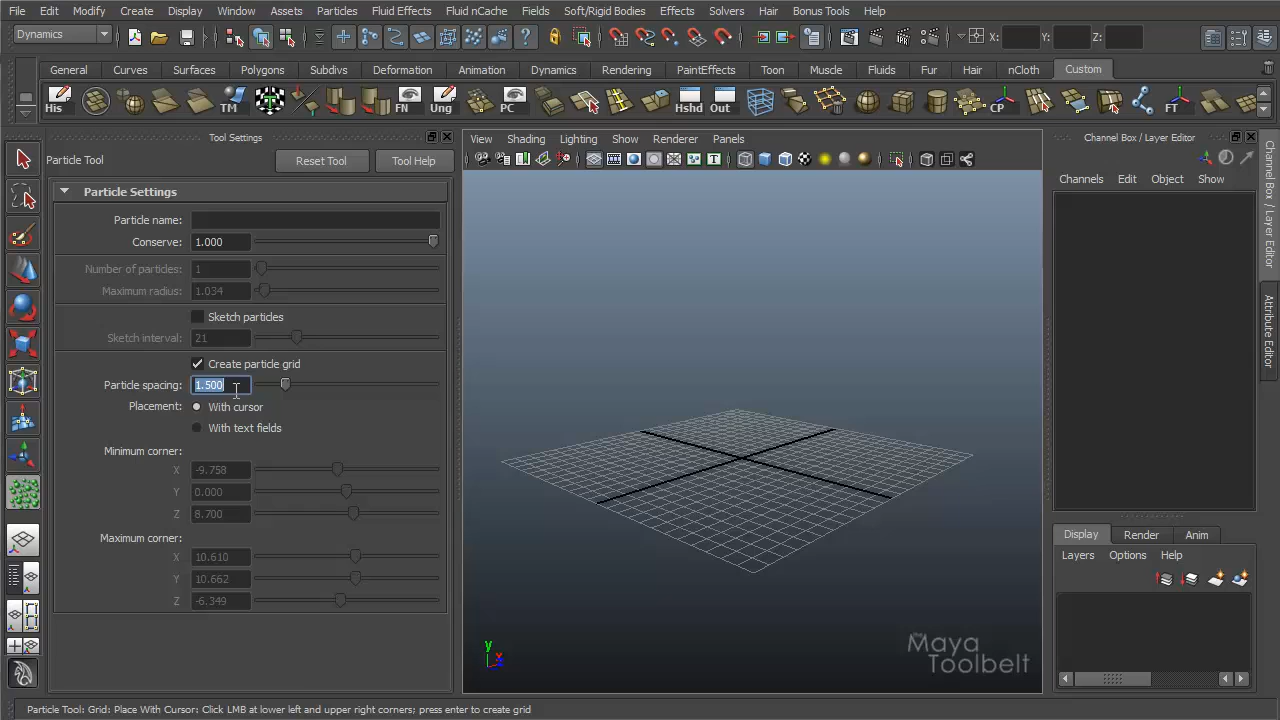 File Edit Modify Create Display Window Assets Particles Fluid Effects Fluid nCache Fields Soft/Rigid Bodies Effects Solvers Hair Bonus Tools Help
Dynamics X: Y: Z:
General Curves Surfaces Polygons Subdivs Deformation Animation Dynamics Rendering PaintEffects Toon Muscle Fluids Fur Hair nCloth Custom
His TM FN Ung PC Hshd Out CP FT
Tool Settings
Particle Tool Reset Tool Tool Help
Particle Settings
Particle name:
Conserve: 1.000
Number of particles: 1
Maximum radius: 1.034
Sketch particles
Sketch interval: 21
Create particle grid
Particle spacing: 1.500
Placement: With cursor
With text fields
Minimum corner:
X -9.758
Y 0.000
Z 8.700
Maximum corner:
X 10.610
Y 10.662
Z -6.349
View Shading Lighting Show Renderer Panels
y
x
z
the
Maya
Toolbelt
Channel Box / Layer Editor
Channels Edit Object Show
Display Render Anim
Layers Options Help
Channel Box / Layer Editor
Attribute Editor
Particle Tool: Grid: Place With Cursor: Click LMB at lower left and upper right corners; press enter to create grid